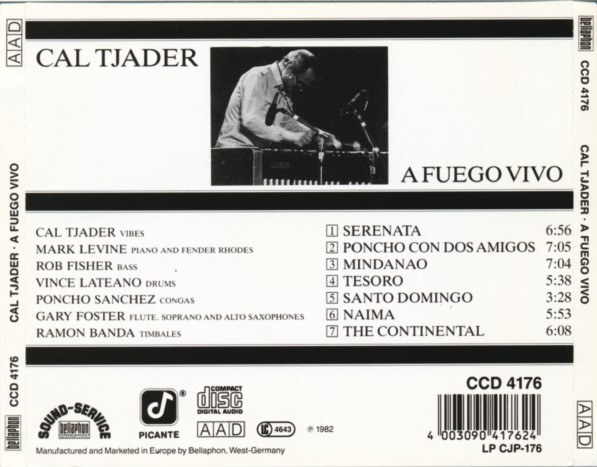 AAD
CAL TJADER · A FUEGO VIVO
CCD 4176
bellaphon
CAL TJADER
A FUEGO VIVO
CAL TJADER VIBES
MARK LEVINE PIANO AND FENDER RHODES
ROB FISHER BASS
VINCE LATEANO DRUMS
PONCHO SANCHEZ CONGAS
GARY FOSTER FLUTE. SOPRANO AND ALTO SAXOPHONES
RAMON BANDA TIMBALES
1 SERENATA 6:56
2 PONCHO CON DOS AMIGOS 7:05
3 MINDANAO 7:04
4 TESORO 5:38
5 SANTO DOMINGO 3:28
6 NAIMA 5:53
7 THE CONTINENTAL 6:08
SOUND-SERVICE
bellaphon
PICANTE
COMPACT
disc
DIGITAL AUDIO
AAD
LC 4643
℗ 1982
CCD 4176
4 003090 417624
LP CJP-176
Manufactured and Marketed in Europe by Bellaphon, West-Germany
bellaphon
CCD 4176
CAL TJADER · A FUEGO VIVO
AAD